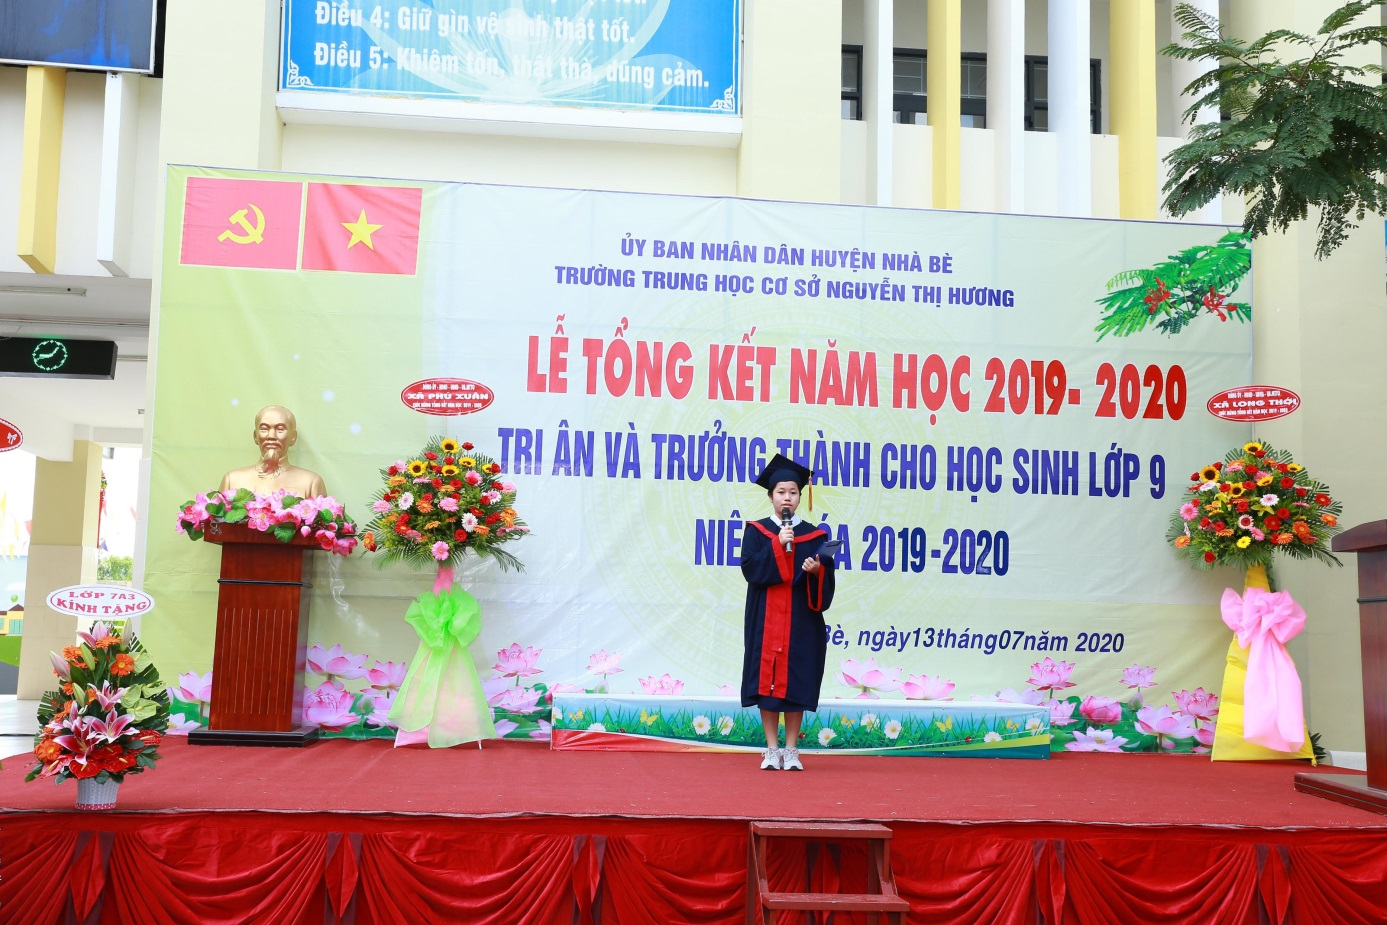 Điều 4: Giữ gìn vệ sinh thật tốt.
Điều 5: Khiêm tốn, thật thà, dũng cảm.
ỦY BAN NHÂN DÂN HUYỆN NHÀ BÈ
TRƯỜNG TRUNG HỌC CƠ SỞ NGUYỄN THỊ HƯƠNG
LỄ TỔNG KẾT NĂM HỌC 2019- 2020
TRI ÂN VÀ TRƯỞNG THÀNH CHO HỌC SINH LỚP 9
NIÊ ÓA 2019-2020
Bè, ngày13tháng07năm 2020
XÃ PHÚ XUÂN
XÃ LONG THỚI
LỚP 7A3
KÍNH TẶNG